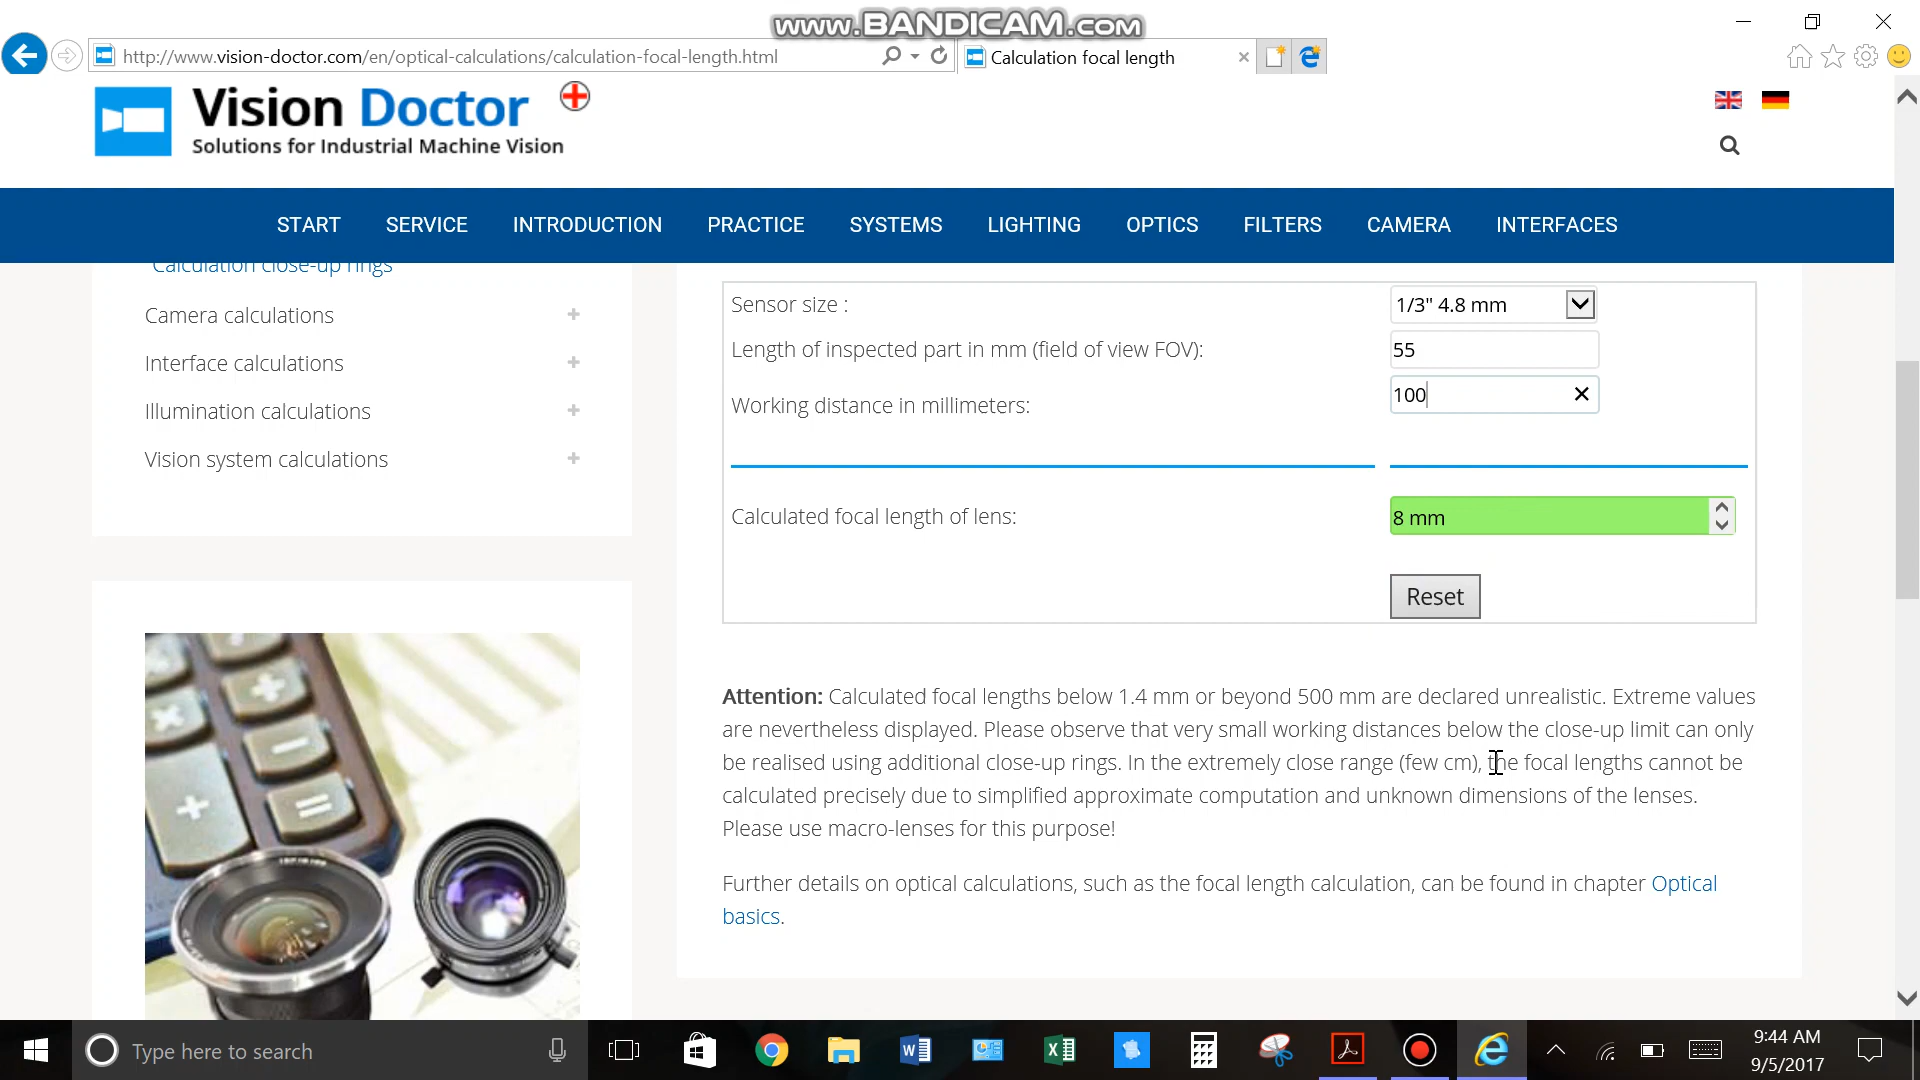 www.BANDICAM.com
http://www.vision-doctor.com/en/optical-calculations/calculation-focal-length.html
Calculation focal length
Vision Doctor
Solutions for Industrial Machine Vision
START SERVICE INTRODUCTION PRACTICE SYSTEMS LIGHTING OPTICS FILTERS CAMERA INTERFACES
Calculation close-up rings
Camera calculations +
Interface calculations +
Illumination calculations +
Vision system calculations +
Sensor size : 1/3" 4.8 mm
Length of inspected part in mm (field of view FOV): 55
Working distance in millimeters: 100
Calculated focal length of lens: 8 mm
Reset
Attention: Calculated focal lengths below 1.4 mm or beyond 500 mm are declared unrealistic. Extreme values
are nevertheless displayed. Please observe that very small working distances below the close-up limit can only
be realised using additional close-up rings. In the extremely close range (few cm), the focal lengths cannot be
calculated precisely due to simplified approximate computation and unknown dimensions of the lenses.
Please use macro-lenses for this purpose!
Further details on optical calculations, such as the focal length calculation, can be found in chapter Optical
basics.
Type here to search
9:44 AM
9/5/2017